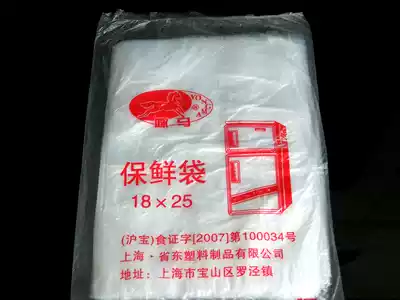 保鲜袋
18×25
(沪宝)食证字[2007]第100034号
上海·省东塑料制品有限公司
地址：上海市宝山区罗泾镇